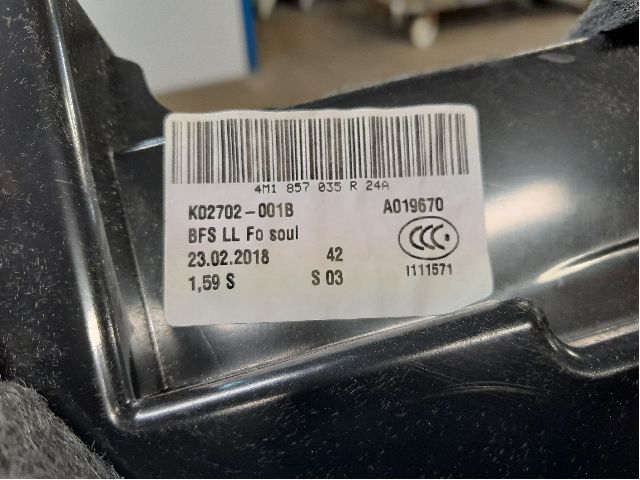 4M1 857 035 R 24A
K02702-001B A019670
BFS LL Fo soul
23.02.2018 42
1,59 S S 03
CCC
I111571